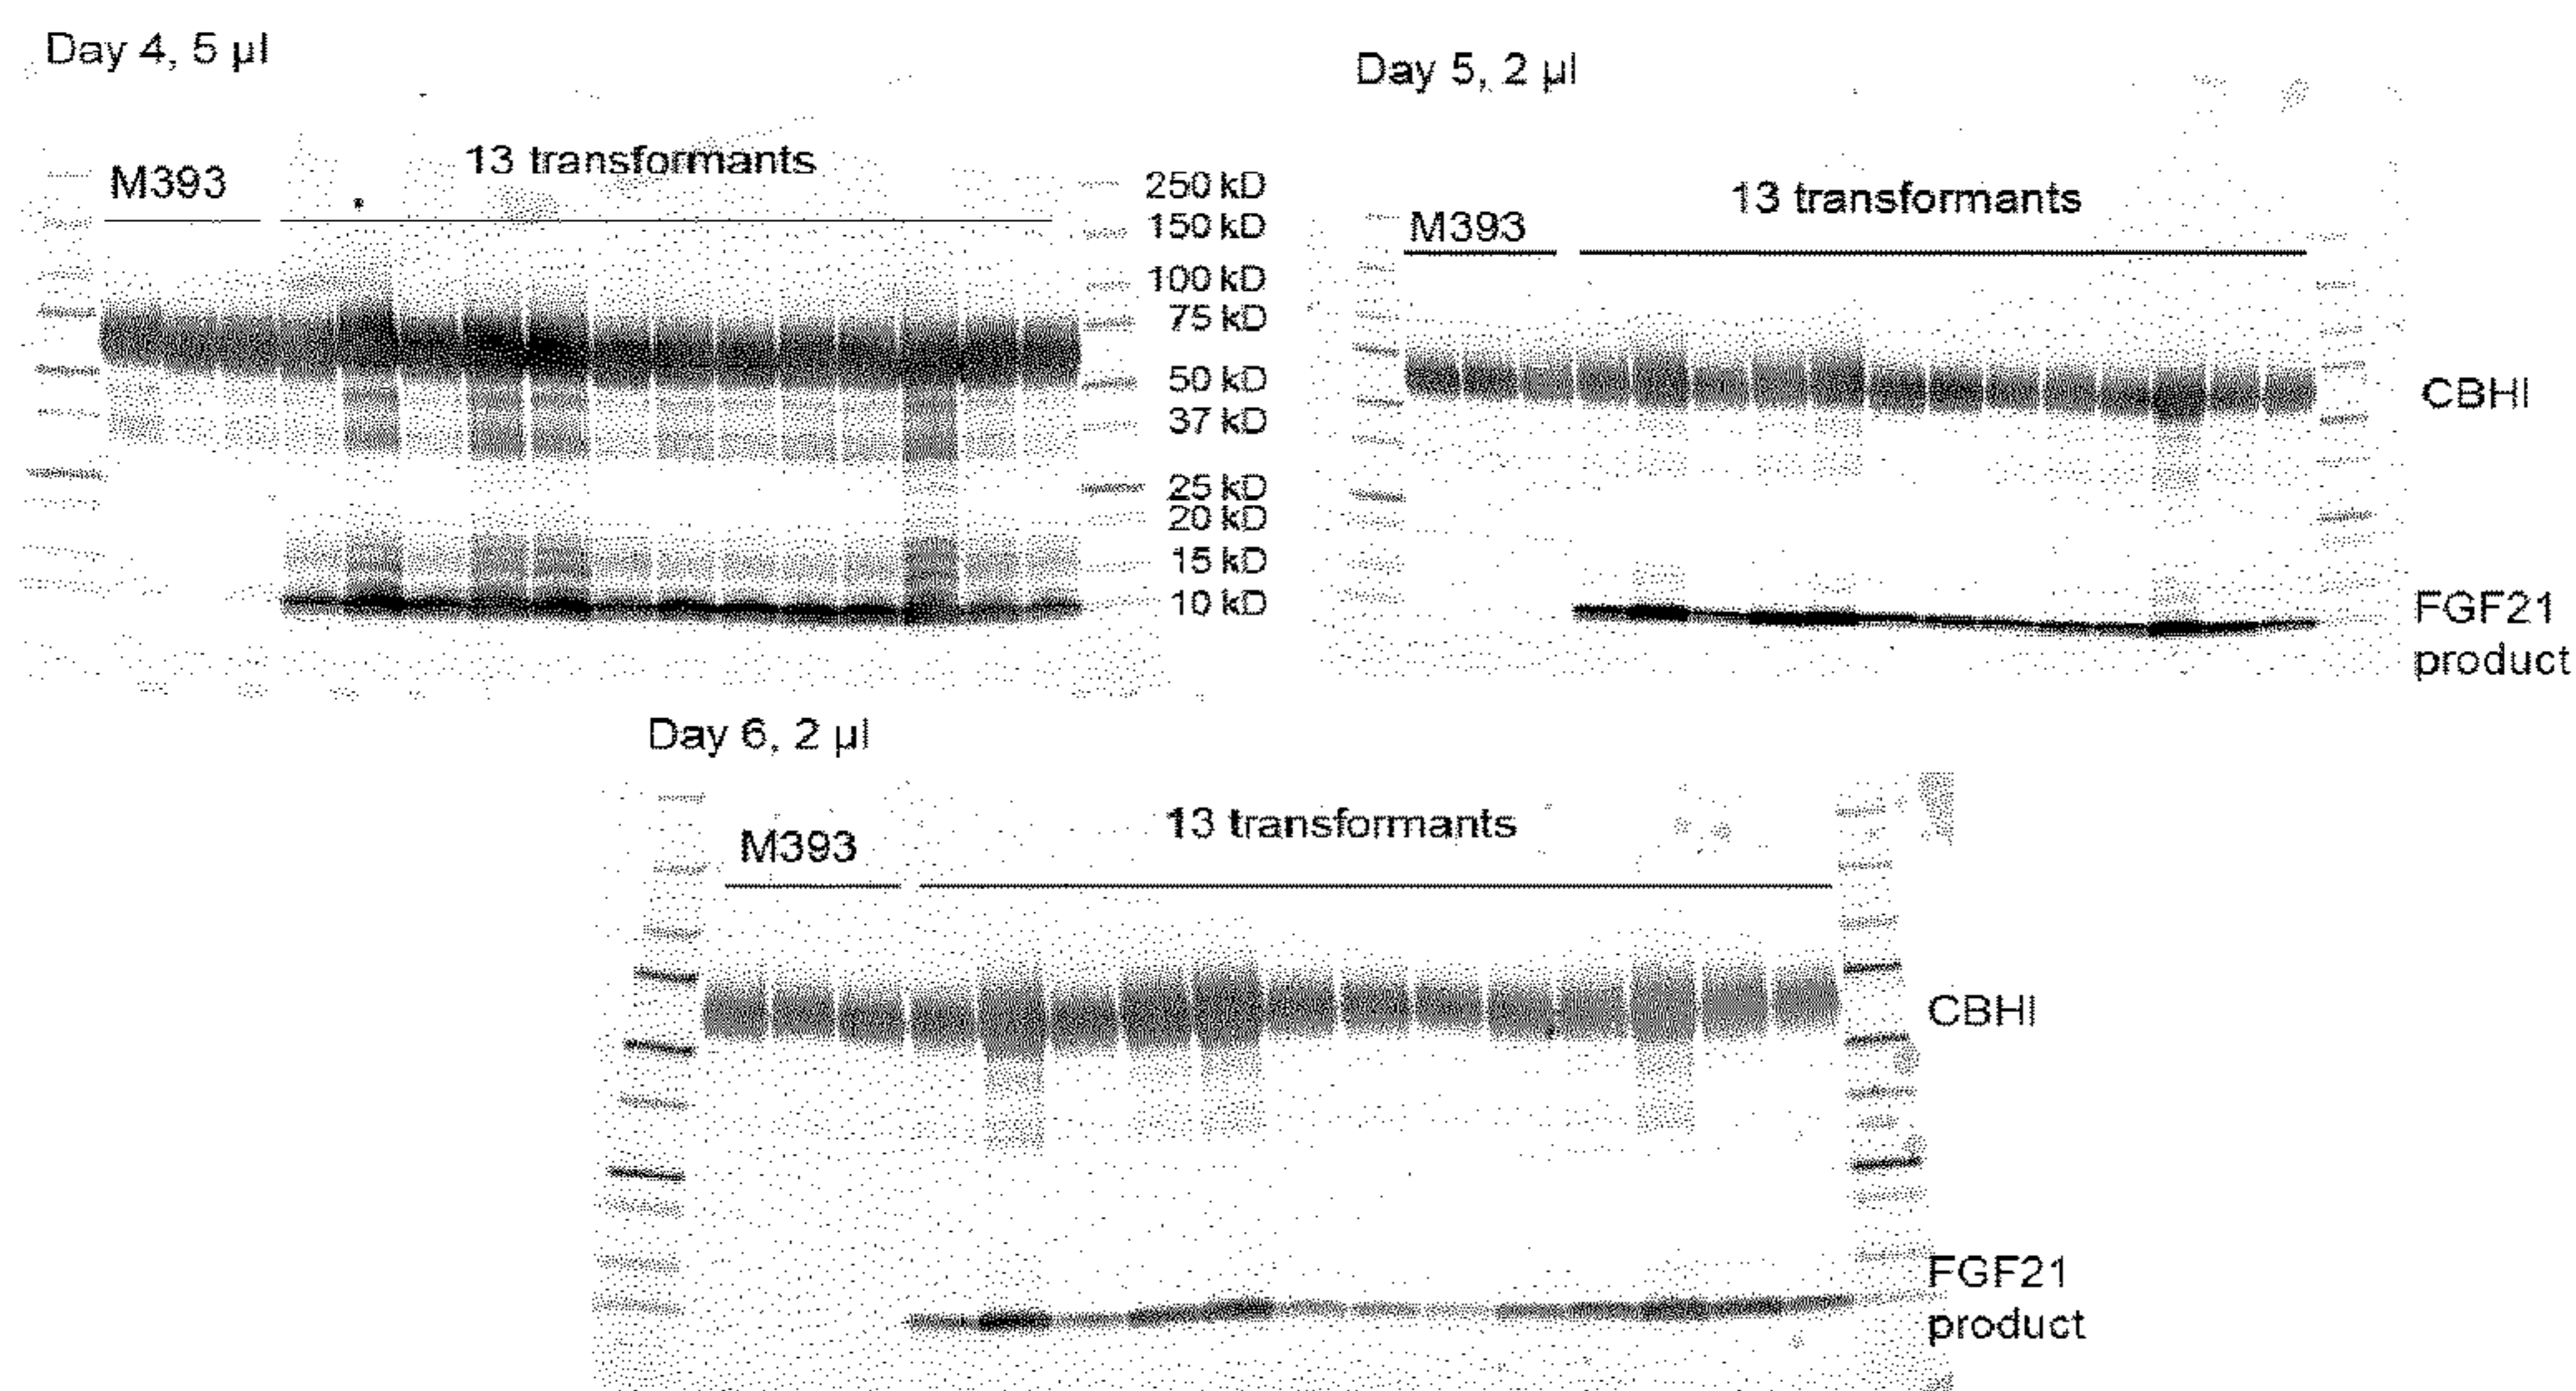 Day 4, 5 µl
M393
13 transformants
250 kD
150 kD
100 kD
75 kD
50 kD
37 kD
25 kD
20 kD
15 kD
10 kD
Day 5, 2 µl
M393
13 transformants
CBHI
FGF21
product
Day 6, 2 µl
M393
13 transformants
CBHI
FGF21
product